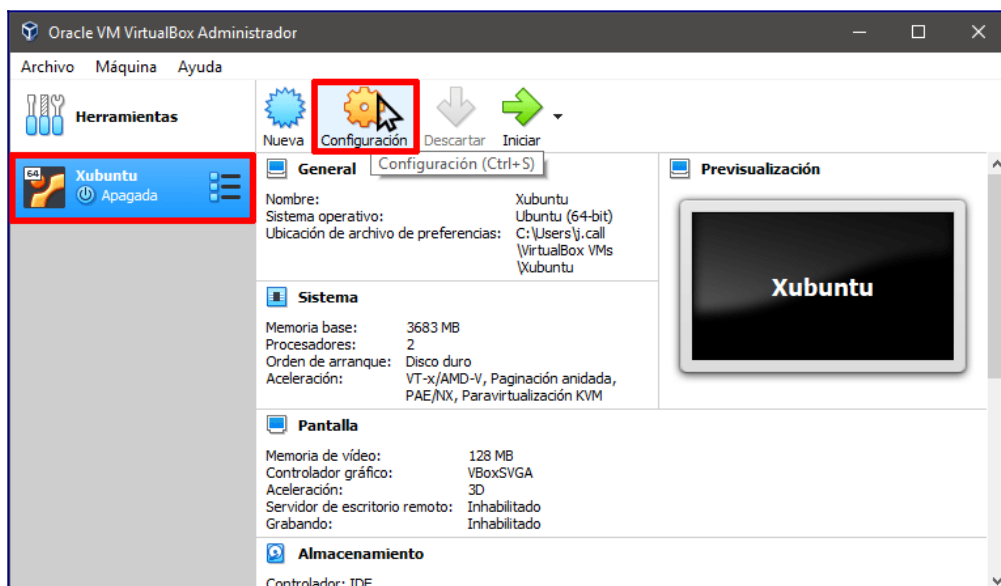 Oracle VM VirtualBox Administrador
Archivo Máquina Ayuda
Herramientas
Nueva Configuración Descartar Iniciar
Configuración (Ctrl+S)
64
Xubuntu
Apagada
General
Nombre: Xubuntu
Sistema operativo: Ubuntu (64-bit)
Ubicación de archivo de preferencias: C:\Users\j.call
\VirtualBox VMs
\Xubuntu
Previsualización
Xubuntu
Sistema
Memoria base: 3683 MB
Procesadores: 2
Orden de arranque: Disco duro
Aceleración: VT-x/AMD-V, Paginación anidada,
PAE/NX, Paravirtualización KVM
Pantalla
Memoria de vídeo: 128 MB
Controlador gráfico: VBoxSVGA
Aceleración: 3D
Servidor de escritorio remoto: Inhabilitado
Grabando: Inhabilitado
Almacenamiento
Controlador: IDE